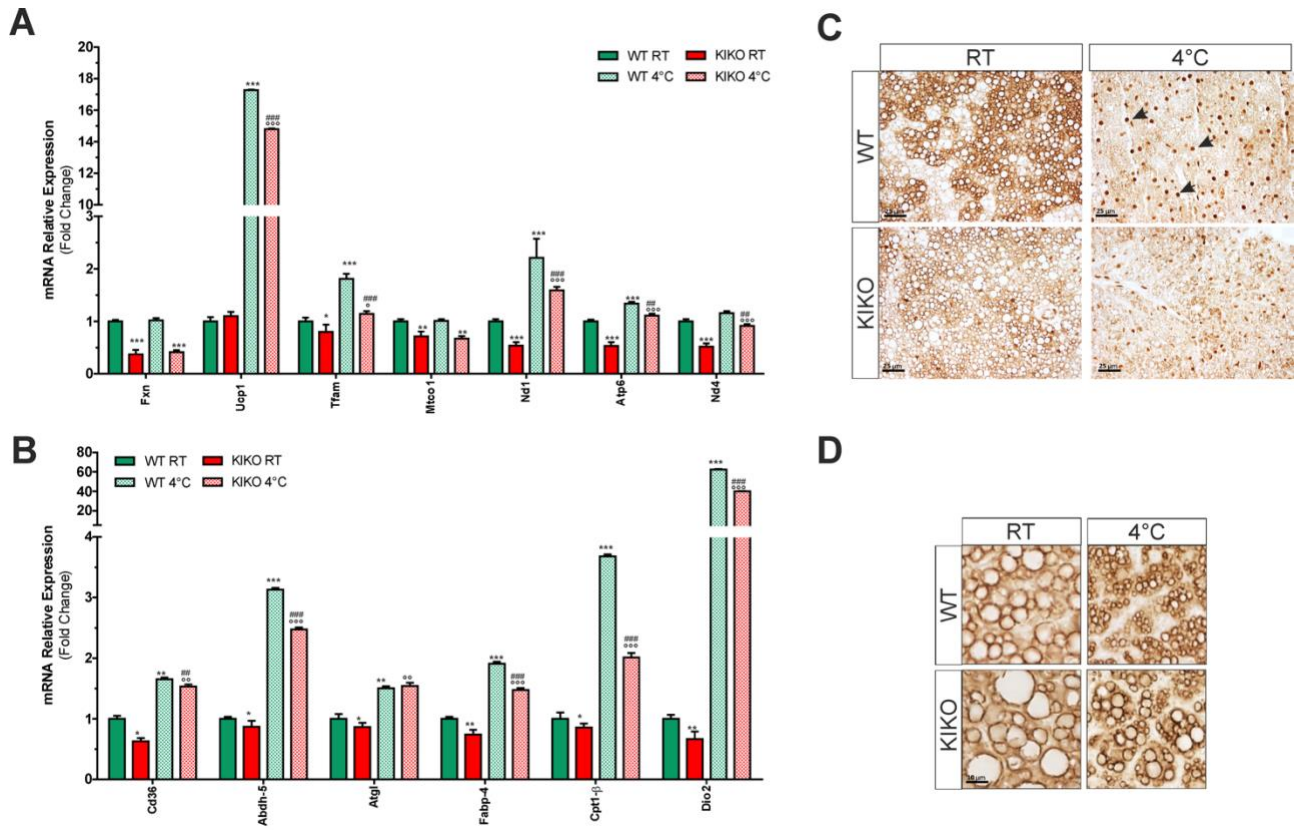 A
mRNA Relative Expression
(Fold Change)
20
18
16
14
12
10
3
2
1
0
WT RT
KIKO RT
WT 4°C
KIKO 4°C
***
***
###
°°°
***
*
###
°
**
**
***
***
###
°°°
***
***
##
°°°
***
##
°°°
***
Fxn
Ucp1
Tfam
Mtco1
Nd1
Atp6
Nd4
B
mRNA Relative Expression
(Fold Change)
80
60
40
20
4
3
2
1
0
WT RT
KIKO RT
WT 4°C
KIKO 4°C
*
**
##
°°
*
***
###
°°°
*
**
°°
**
***
###
°°°
*
***
###
°°°
**
***
###
°°°
Cd36
Abdh-5
Atgl
Fabp-4
Cpt1-β
Dio2
C
RT
4°C
WT
KIKO
25 µm
25 µm
25 µm
D
RT
4°C
WT
KIKO